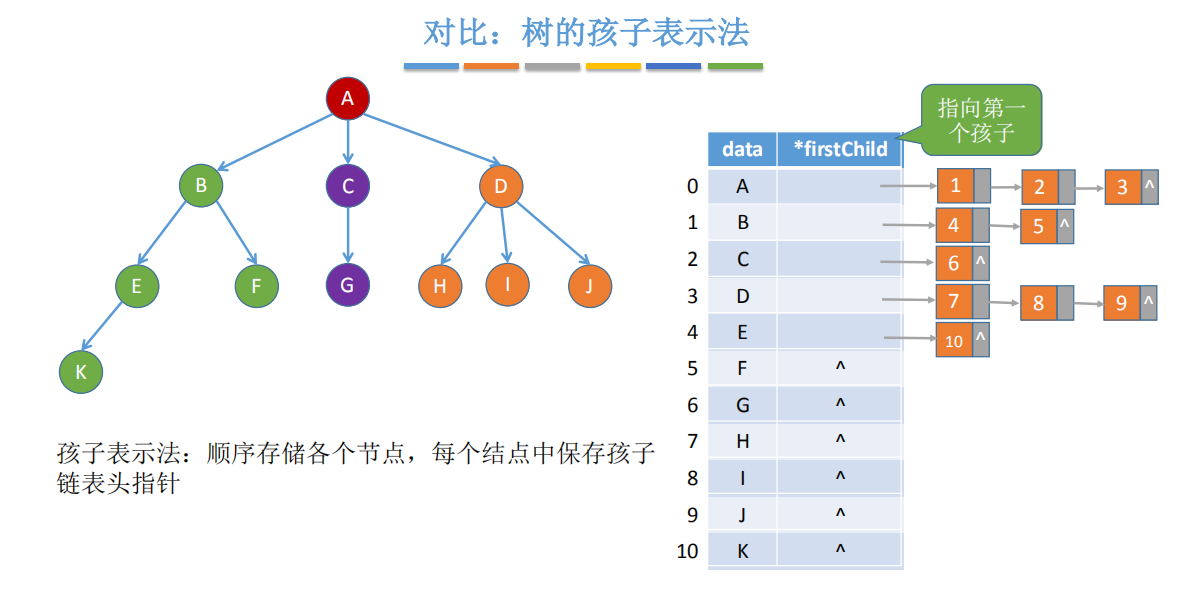 对比：树的孩子表示法
A
B
C
D
E
F
G
H
I
J
K
孩子表示法：顺序存储各个节点，每个结点中保存孩子
链表头指针
指向第一
个孩子
data *firstChild
0 A 1 2 3 ^
1 B 4 5 ^
2 C 6 ^
3 D 7 8 9 ^
4 E 10 ^
5 F ^
6 G ^
7 H ^
8 I ^
9 J ^
10 K ^